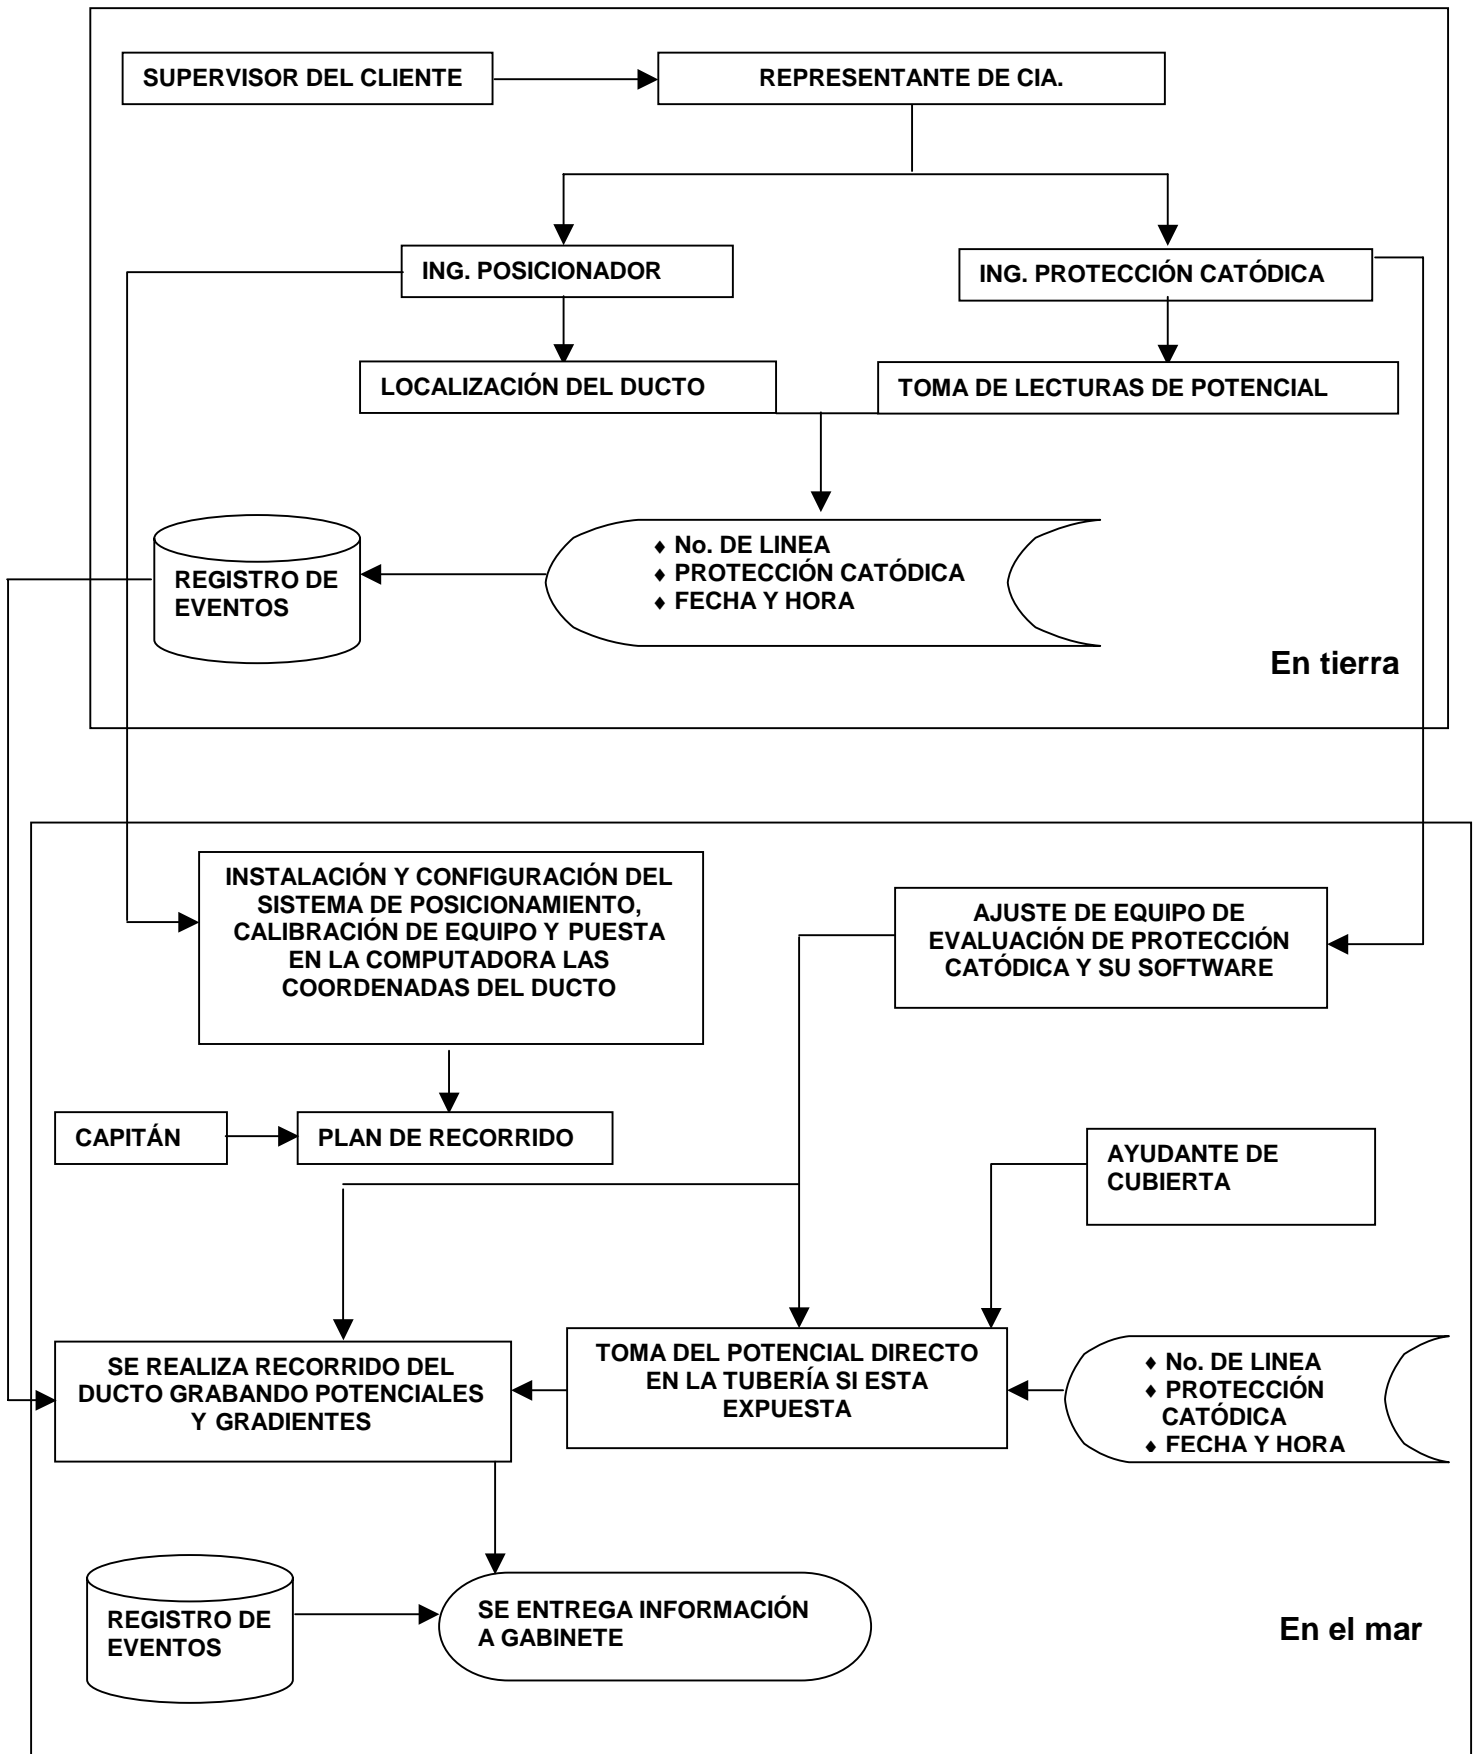 SUPERVISOR DEL CLIENTE
REPRESENTANTE DE CIA.
ING. POSICIONADOR
ING. PROTECCIÓN CATÓDICA
LOCALIZACIÓN DEL DUCTO
TOMA DE LECTURAS DE POTENCIAL
REGISTRO DE
EVENTOS
♦ No. DE LINEA
♦ PROTECCIÓN CATÓDICA
♦ FECHA Y HORA
En tierra
INSTALACIÓN Y CONFIGURACIÓN DEL
SISTEMA DE POSICIONAMIENTO,
CALIBRACIÓN DE EQUIPO Y PUESTA
EN LA COMPUTADORA LAS
COORDENADAS DEL DUCTO
AJUSTE DE EQUIPO DE
EVALUACIÓN DE PROTECCIÓN
CATÓDICA Y SU SOFTWARE
CAPITÁN
PLAN DE RECORRIDO
AYUDANTE DE
CUBIERTA
SE REALIZA RECORRIDO DEL
DUCTO GRABANDO POTENCIALES
Y GRADIENTES
TOMA DEL POTENCIAL DIRECTO
EN LA TUBERÍA SI ESTA
EXPUESTA
♦ No. DE LINEA
♦ PROTECCIÓN
CATÓDICA
♦ FECHA Y HORA
REGISTRO DE
EVENTOS
SE ENTREGA INFORMACIÓN
A GABINETE
En el mar